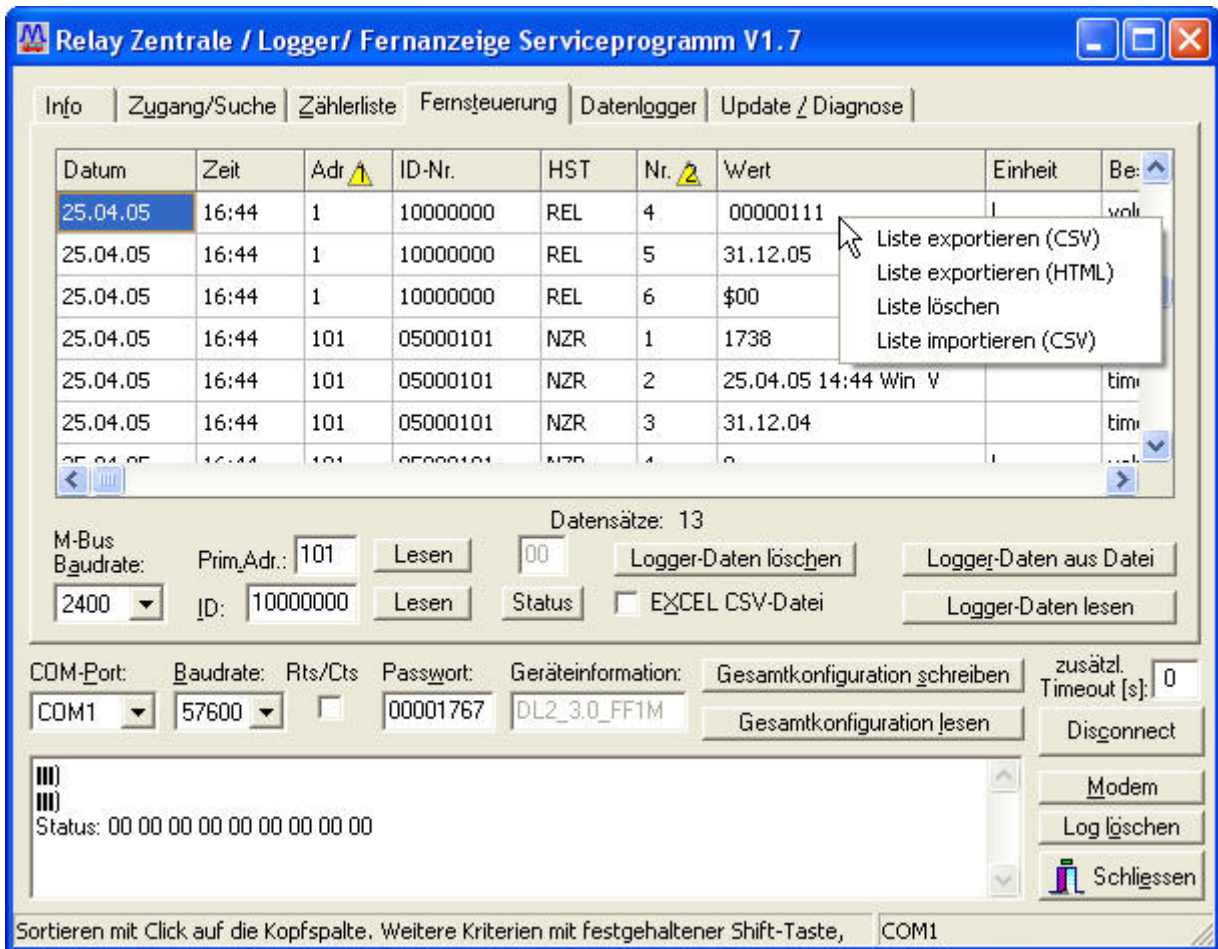 Relay Zentrale / Logger/ Fernanzeige Serviceprogramm V1.7
Info Zugang/Suche Zählerliste Fernsteuerung Datenlogger Update / Diagnose
Datum Zeit Adr 1 ID-Nr. HST Nr. 2 Wert Einheit Be
25.04.05 16:44 1 10000000 REL 4 00000111 l volu
25.04.05 16:44 1 10000000 REL 5 31.12.05
25.04.05 16:44 1 10000000 REL 6 $00
25.04.05 16:44 101 05000101 NZR 1 1738
25.04.05 16:44 101 05000101 NZR 2 25.04.05 14:44 Win V time
25.04.05 16:44 101 05000101 NZR 3 31.12.04 time
Liste exportieren (CSV)
Liste exportieren (HTML)
Liste löschen
Liste importieren (CSV)
Datensätze: 13
M-Bus
Baudrate: Prim.Adr.: 101 Lesen 00 Logger-Daten löschen Logger-Daten aus Datei
2400 ID: 10000000 Lesen Status EXCEL CSV-Datei Logger-Daten lesen
COM-Port: Baudrate: Rts/Cts Passwort: Geräteinformation: Gesamtkonfiguration schreiben zusätzl.
Timeout [s]: 0
COM1 57600 00001767 DL2_3.0_FF1M Gesamtkonfiguration lesen Disconnect
III)
III)
Status: 00 00 00 00 00 00 00 00 00 00
Modem
Log löschen
Schliessen
Sortieren mit Click auf die Kopfspalte. Weitere Kriterien mit festgehaltener Shift-Taste, COM1